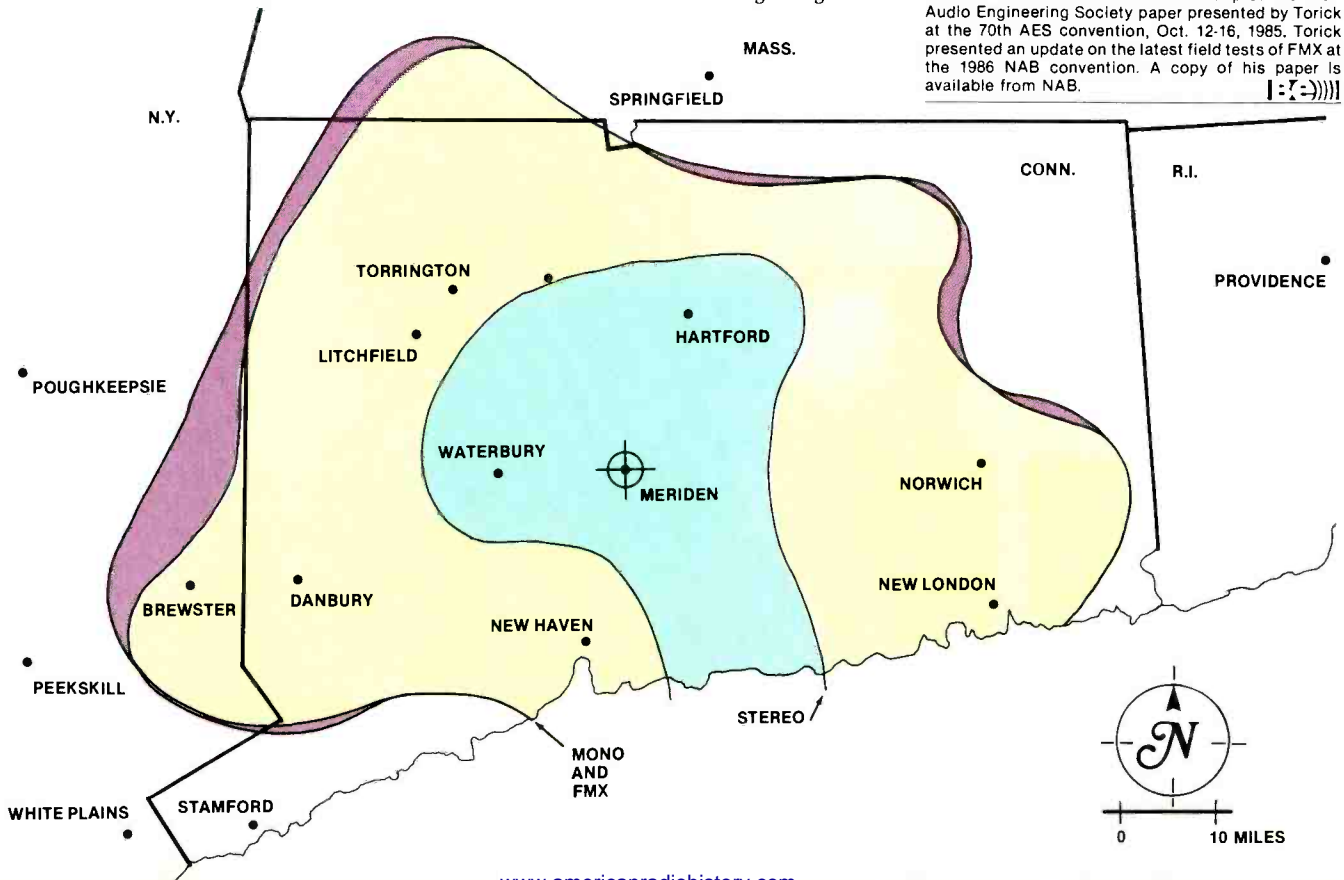 Audio Engineering Society paper presented by Torick
at the 70th AES convention, Oct. 12-16, 1985. Torick
presented an update on the latest field tests of FMX at
the 1986 NAB convention. A copy of his paper is
available from NAB.
MASS.
SPRINGFIELD
N.Y.
CONN.
R.I.
TORRINGTON
PROVIDENCE
HARTFORD
LITCHFIELD
POUGHKEEPSIE
WATERBURY
MERIDEN
NORWICH
NEW LONDON
BREWSTER
DANBURY
NEW HAVEN
PEEKSKILL
STEREO
N
MONO
AND
FMX
WHITE PLAINS
STAMFORD
0 10 MILES
www.americanradiohistory.com